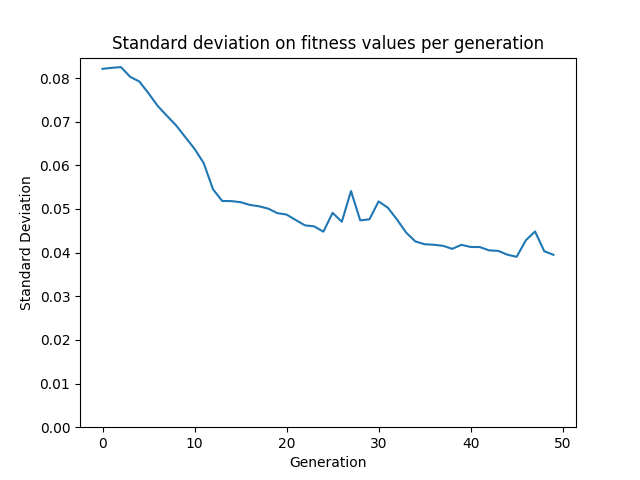 Standard deviation on fitness values per generation
Standard Deviation
0.08
0.07
0.06
0.05
0.04
0.03
0.02
0.01
0.00
0 10 20 30 40 50
Generation